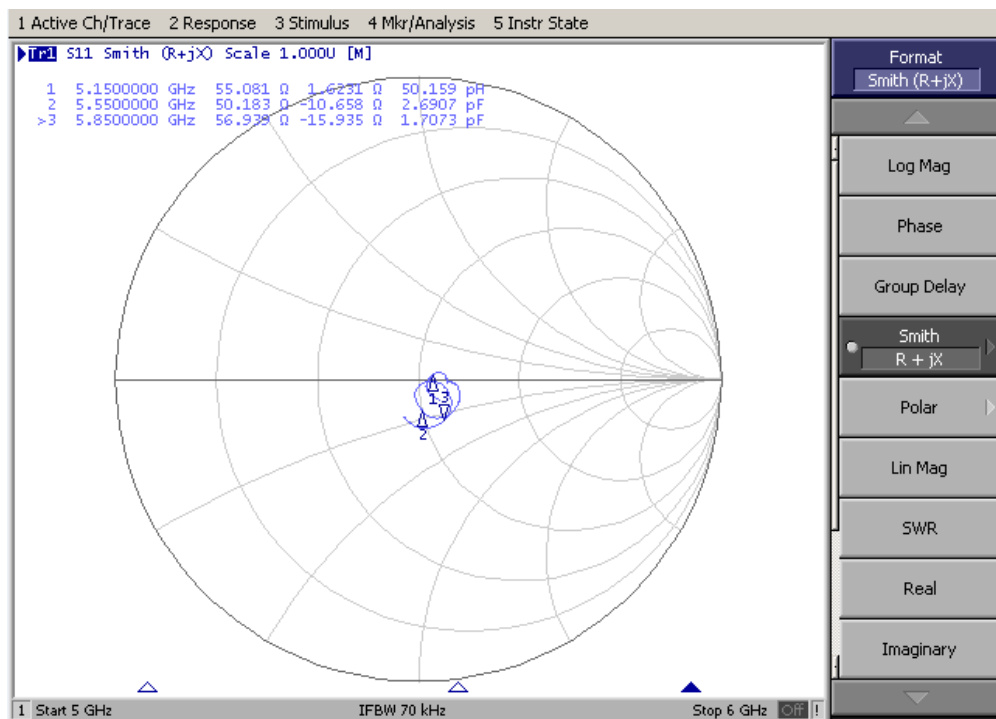 1 Active Ch/Trace 2 Response 3 Stimulus 4 Mkr/Analysis 5 Instr State
Tr1 S11 Smith (R+jX) Scale 1.000U [M]
1 5.1500000 GHz 55.081 Ω 1.6231 Ω 50.159 pH
2 5.5500000 GHz 50.183 Ω -10.658 Ω 2.6907 pF
>3 5.8500000 GHz 56.939 Ω -15.935 Ω 1.7073 pF
1 3
2
Format
Smith (R+jX)
Log Mag
Phase
Group Delay
Smith
R + jX
Polar
Lin Mag
SWR
Real
Imaginary
1 Start 5 GHz IFBW 70 kHz Stop 6 GHz Off !